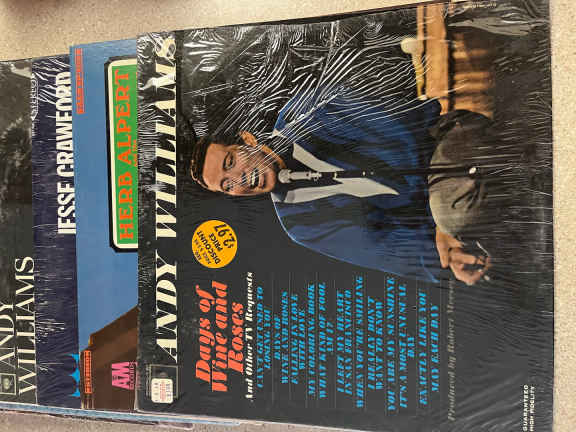 ANDY WILLIAMS
JESSE CRAWFORD
HERB ALPERT
AM
ANDY WILLIAMS
DISCOUNT
PRICE
$2.97
Days of
Wine and
Roses
And Other TV Requests
CAN'T GET USED TO
LOSING YOU
DAYS OF
WINE AND ROSES
FALLING IN LOVE
WITH LOVE
MY COLORING BOOK
WHAT KIND OF FOOL
AM I?
I LEFT MY HEART
IN SAN FRANCISCO
WHEN YOU'RE SMILING
I REALLY DON'T
WANT TO KNOW
YOU ARE MY SUNSHINE
IT'S A MOST UNUSUAL
DAY
EXACTLY LIKE YOU
MAY EACH DAY
Produced by Robert Mersey
GUARANTEED
HIGH FIDELITY